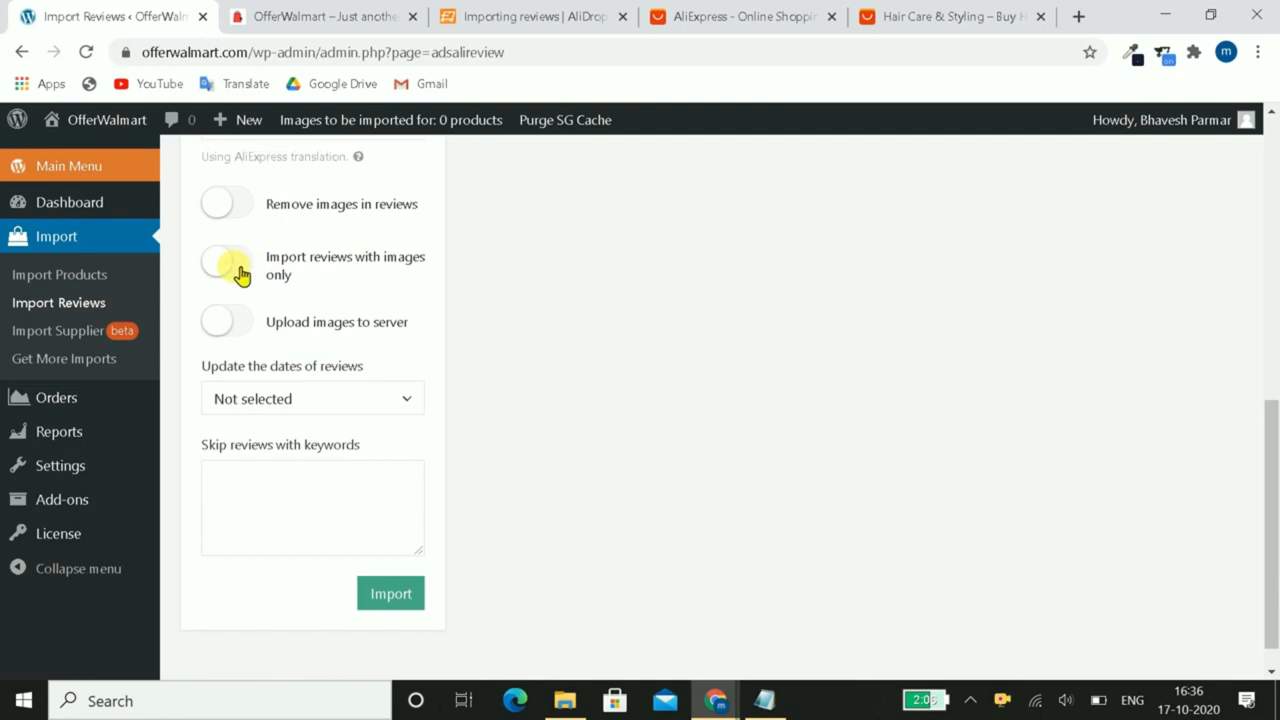 Import Reviews ‹ OfferWalm
OfferWalmart – Just anothe
Importing reviews | AliDrop
AliExpress - Online Shoppin
Hair Care & Styling – Buy H
offerwalmart.com/wp-admin/admin.php?page=adsalireview
m
on
Apps
YouTube
Translate
Google Drive
Gmail
OfferWalmart
0
New
Images to be imported for: 0 products
Purge SG Cache
Howdy, Bhavesh Parmar
Main Menu
Dashboard
Import
Import Products
Import Reviews
Import Supplier beta
Get More Imports
Orders
Reports
Settings
Add-ons
License
Collapse menu
Using AliExpress translation.
Remove images in reviews
Import reviews with images
only
Upload images to server
Update the dates of reviews
Not selected
Skip reviews with keywords
Import
Search
ENG
16:36
17-10-2020